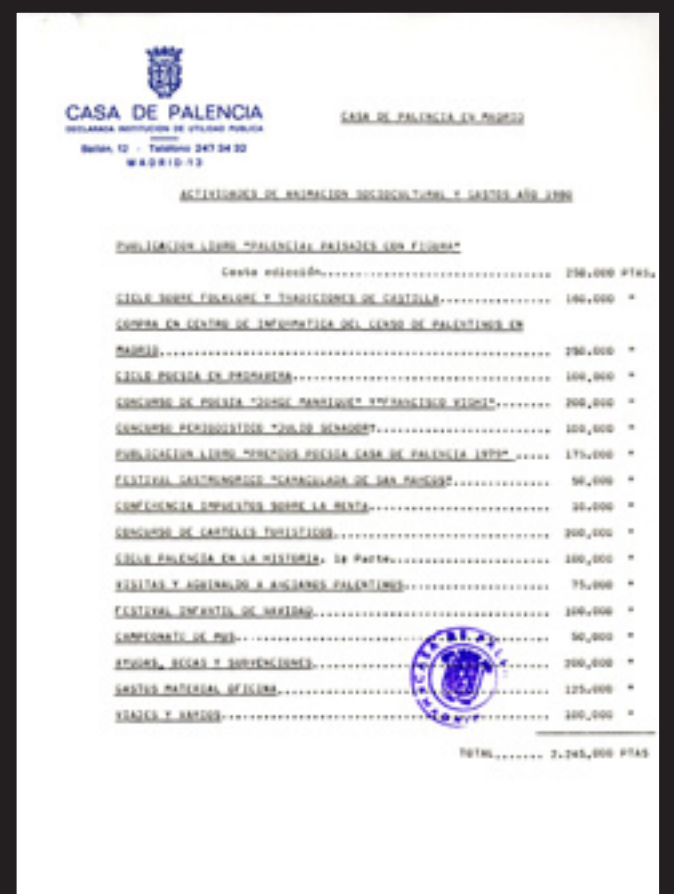 CASA DE PALENCIA
DECLARADA INSTITUCION DE UTILIDAD PUBLICA
Bailén, 12 - Teléfono 247 34 32
MADRID-13
CASA DE PALENCIA EN MADRID
ACTIVIDADES DE ANIMACION SOCIOCULTURAL Y GASTOS AÑO 1980
PUBLICACION LIBRO "PALENCIA: PAISAJES CON FIGURA"
Coste edicción.................................. 250.000 PTAS.
CICLO SOBRE FOLKLORE Y TRADICIONES DE CASTILLA................. 160.000 "
COMPRA EN CENTRO DE INFORMATICA DEL CENSO DE PALENTINOS EN
MADRID.......................................................... 250.000 "
CICLO POESIA EN PRIMAVERA...................................... 100.000 "
CONCURSO DE POESIA "JORGE MANRIQUE" Y "FRANCISCO VIGHI"........ 200.000 "
CONCURSO PERIODISTICO "JULIO SENADOR".......................... 100.000 "
PUBLICACION LIBRO "PREMIOS POESIA CASA DE PALENCIA 1979" ..... 175.000 "
FESTIVAL GASTRONOMICO "CARACOLADA DE SAN MARCOS".............. 50.000 "
CONFERENCIA IMPUESTOS SOBRE LA RENTA.......................... "
CONCURSO DE CARTELES TURISTICOS............................... "
CICLO PALENCIA EN LA HISTORIA, 1ª Parte....................... 100.000 "
VISITAS Y AGUINALDO A ANCIANOS PALENTINOS..................... 75.000 "
FESTIVAL INFANTIL DE NAVIDAD.................................. 100.000 "
CAMPEONATO DE MUS............................................. 50.000 "
AYUDAS, BECAS Y SUBVENCIONES.................................. 200.000 "
GASTOS MATERIAL OFICINA....................................... 125.000 "
VIAJES Y VARIOS............................................... 100.000 "
CASA DE PALENCIA
MADRID
TOTAL....... 2.245.000 PTAS